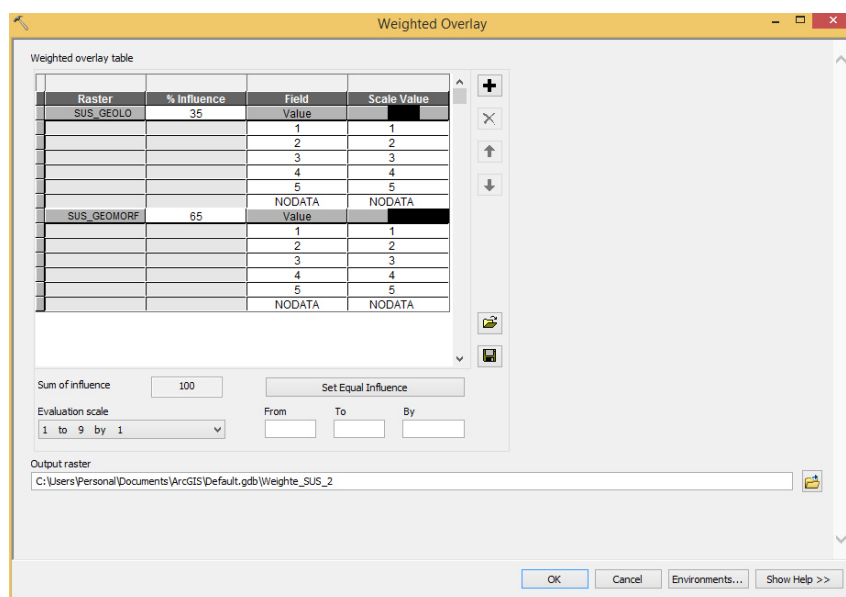 Weighted Overlay
Weighted overlay table
Raster % Influence Field Scale Value
SUS_GEOLO 35 Value
1 1
2 2
3 3
4 4
5 5
NODATA NODATA
SUS_GEOMORF 65 Value
1 1
2 2
3 3
4 4
5 5
NODATA NODATA
Sum of influence 100 Set Equal Influence
Evaluation scale From To By
1 to 9 by 1
Output raster
C:\Users\Personal\Documents\ArcGIS\Default.gdb\Weighte_SUS_2
OK Cancel Environments... Show Help >>